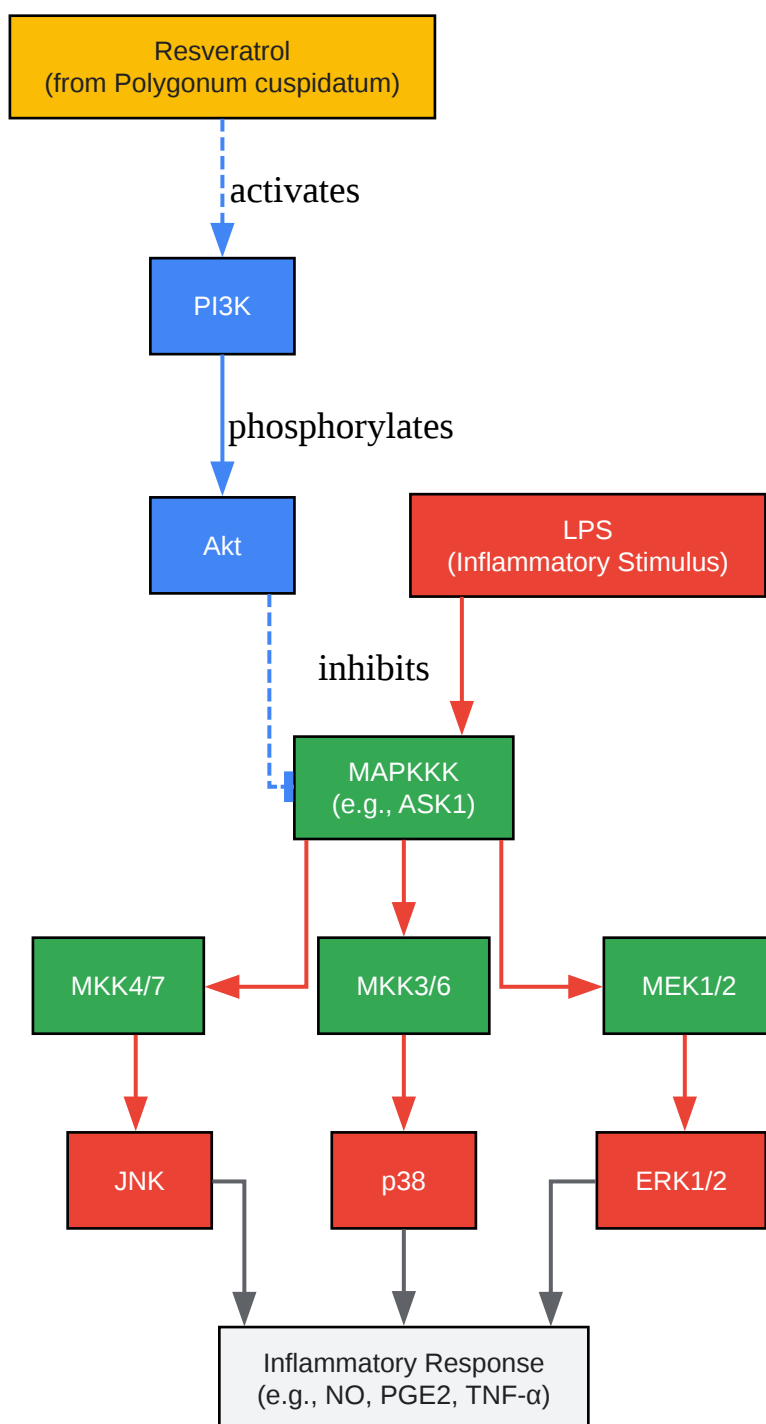 Resveratrol
(from Polygonum cuspidatum)
activates
PI3K
phosphorylates
Akt
LPS
(Inflammatory Stimulus)
inhibits
MAPKKK
(e.g., ASK1)
MKK4/7
MKK3/6
MEK1/2
JNK
p38
ERK1/2
Inflammatory Response
(e.g., NO, PGE2, TNF-α)